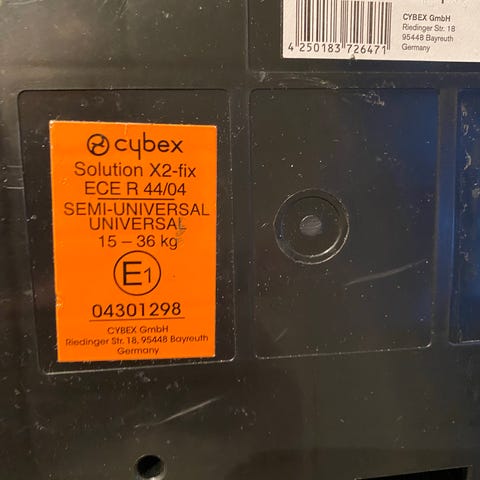 CYBEX GmbH
Riedinger Str. 18
95448 Bayreuth
Germany
4 250183 726471
cybex
Solution X2-fix
ECE R 44/04
SEMI-UNIVERSAL
UNIVERSAL
15 – 36 kg
E1
04301298
CYBEX GmbH
Riedinger Str. 18, 95448 Bayreuth
Germany